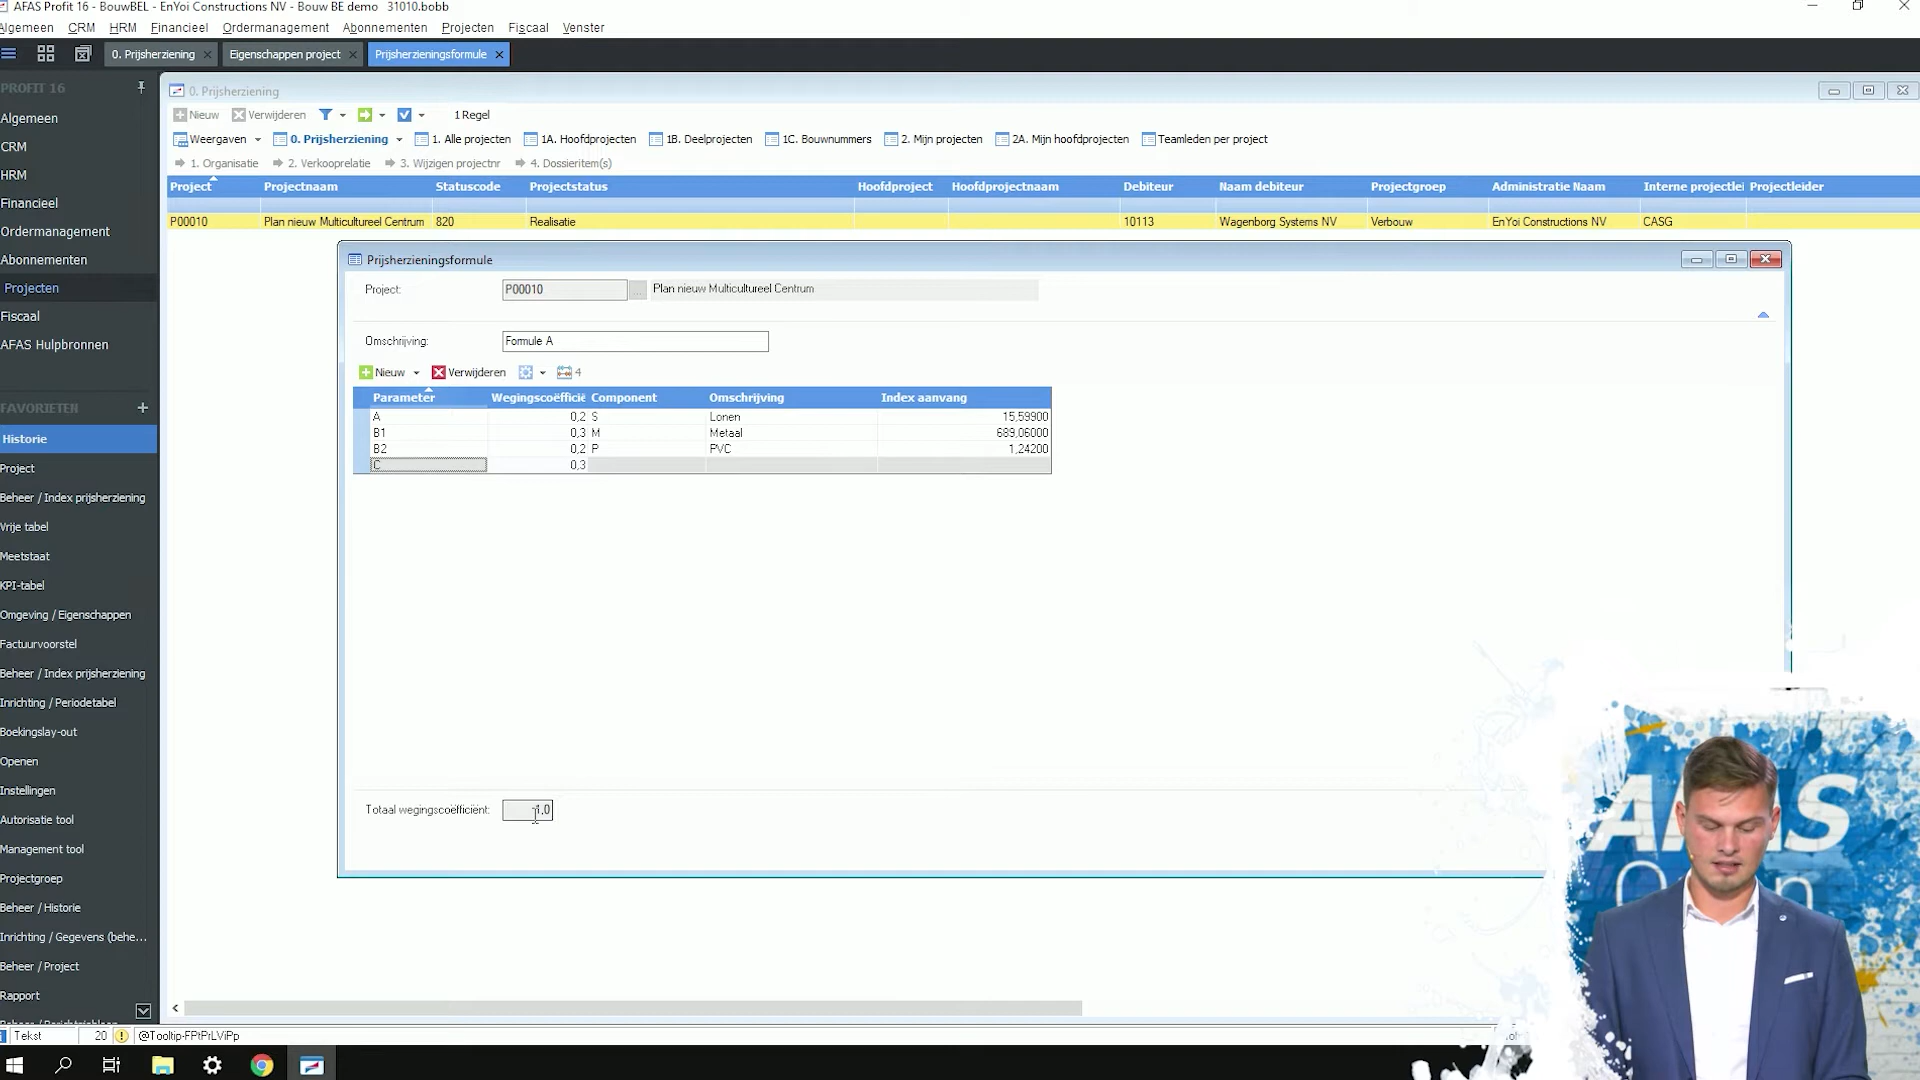 AFAS Profit 16 - BouwBEL - EnYoi Constructions NV - Bouw BE demo 31010.bobb
Algemeen CRM HRM Financieel Ordermanagement Abonnementen Projecten Fiscaal Venster
0. Prijsherziening Eigenschappen project Prijsherzieningsformule
PROFIT 16
Algemeen
CRM
HRM
Financieel
Ordermanagement
Abonnementen
Projecten
Fiscaal
AFAS Hulpbronnen
FAVORIETEN
Historie
Project
Beheer / Index prijsherziening
Vrije tabel
Meetstaat
KPI-tabel
Omgeving / Eigenschappen
Factuurvoorstel
Beheer / Index prijsherziening
Inrichting / Periodetabel
Boekingslay-out
Openen
Instellingen
Autorisatie tool
Management tool
Projectgroep
Beheer / Historie
Inrichting / Gegevens (behe...
Beheer / Project
Rapport
0. Prijsherziening
Nieuw Verwijderen 1 Regel
Weergaven 0. Prijsherziening 1. Alle projecten 1A. Hoofdprojecten 1B. Deelprojecten 1C. Bouwnummers 2. Mijn projecten 2A. Mijn hoofdprojecten Teamleden per project
1. Organisatie 2. Verkooprelatie 3. Wijzigen projectnr 4. Dossieritem(s)
Project Projectnaam Statuscode Projectstatus Hoofdproject Hoofdprojectnaam Debiteur Naam debiteur Projectgroep Administratie Naam Interne projectlei Projectleider
P00010 Plan nieuw Multicultureel Centrum 820 Realisatie 10113 Wagenborg Systems NV Verbouw EnYoi Constructions NV CASG
Prijsherzieningsformule
Project: P00010 ... Plan nieuw Multicultureel Centrum
Omschrijving: Formule A
Nieuw Verwijderen 4
Parameter Wegingscoëfficië Component Omschrijving Index aanvang
A 0,2 S Lonen 15,59900
B1 0,3 M Metaal 689,06000
B2 0,2 P PVC 1,24200
C 0,3
Totaal wegingscoëfficiënt: 1,0
Tekst 20 @Tooltip-FPtPrLViPp
AFAS